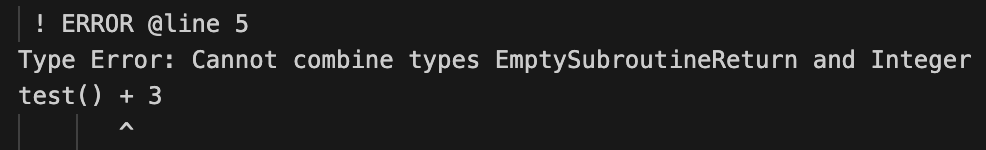 ! ERROR @line 5
Type Error: Cannot combine types EmptySubroutineReturn and Integer
test() + 3
^